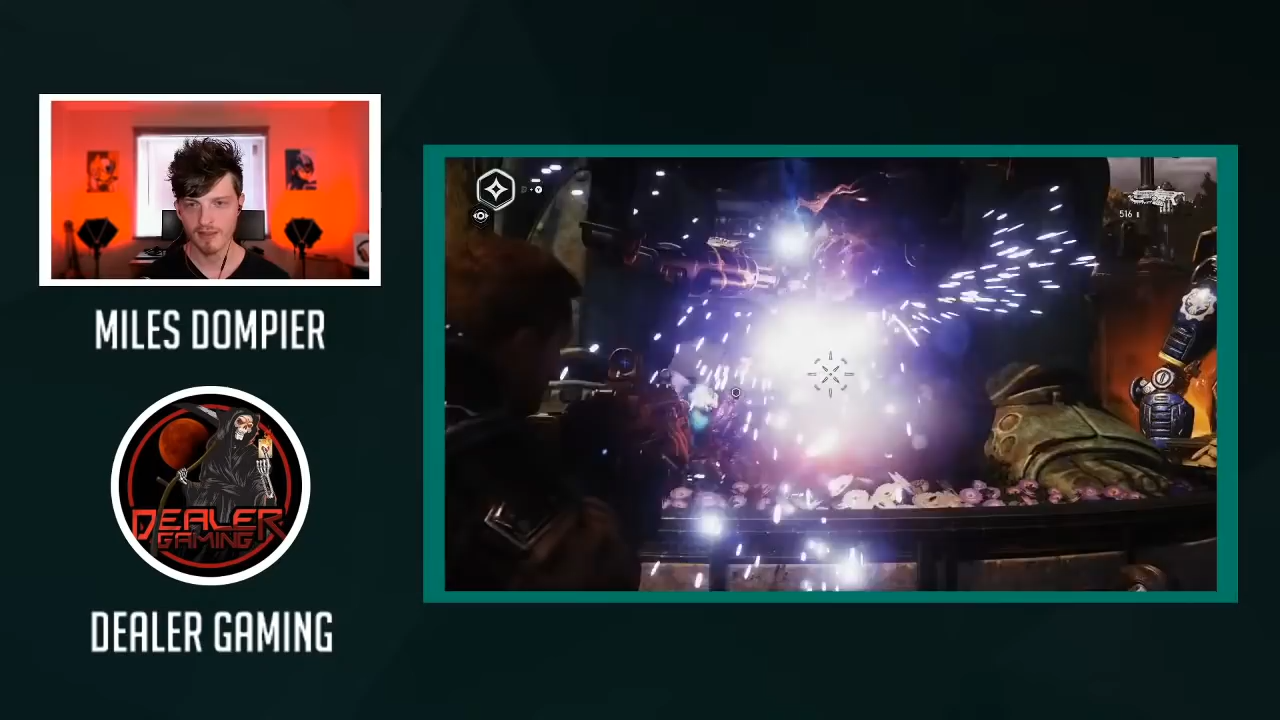 MILES DOMPIER
DEALER
GAMING
DEALER GAMING
516